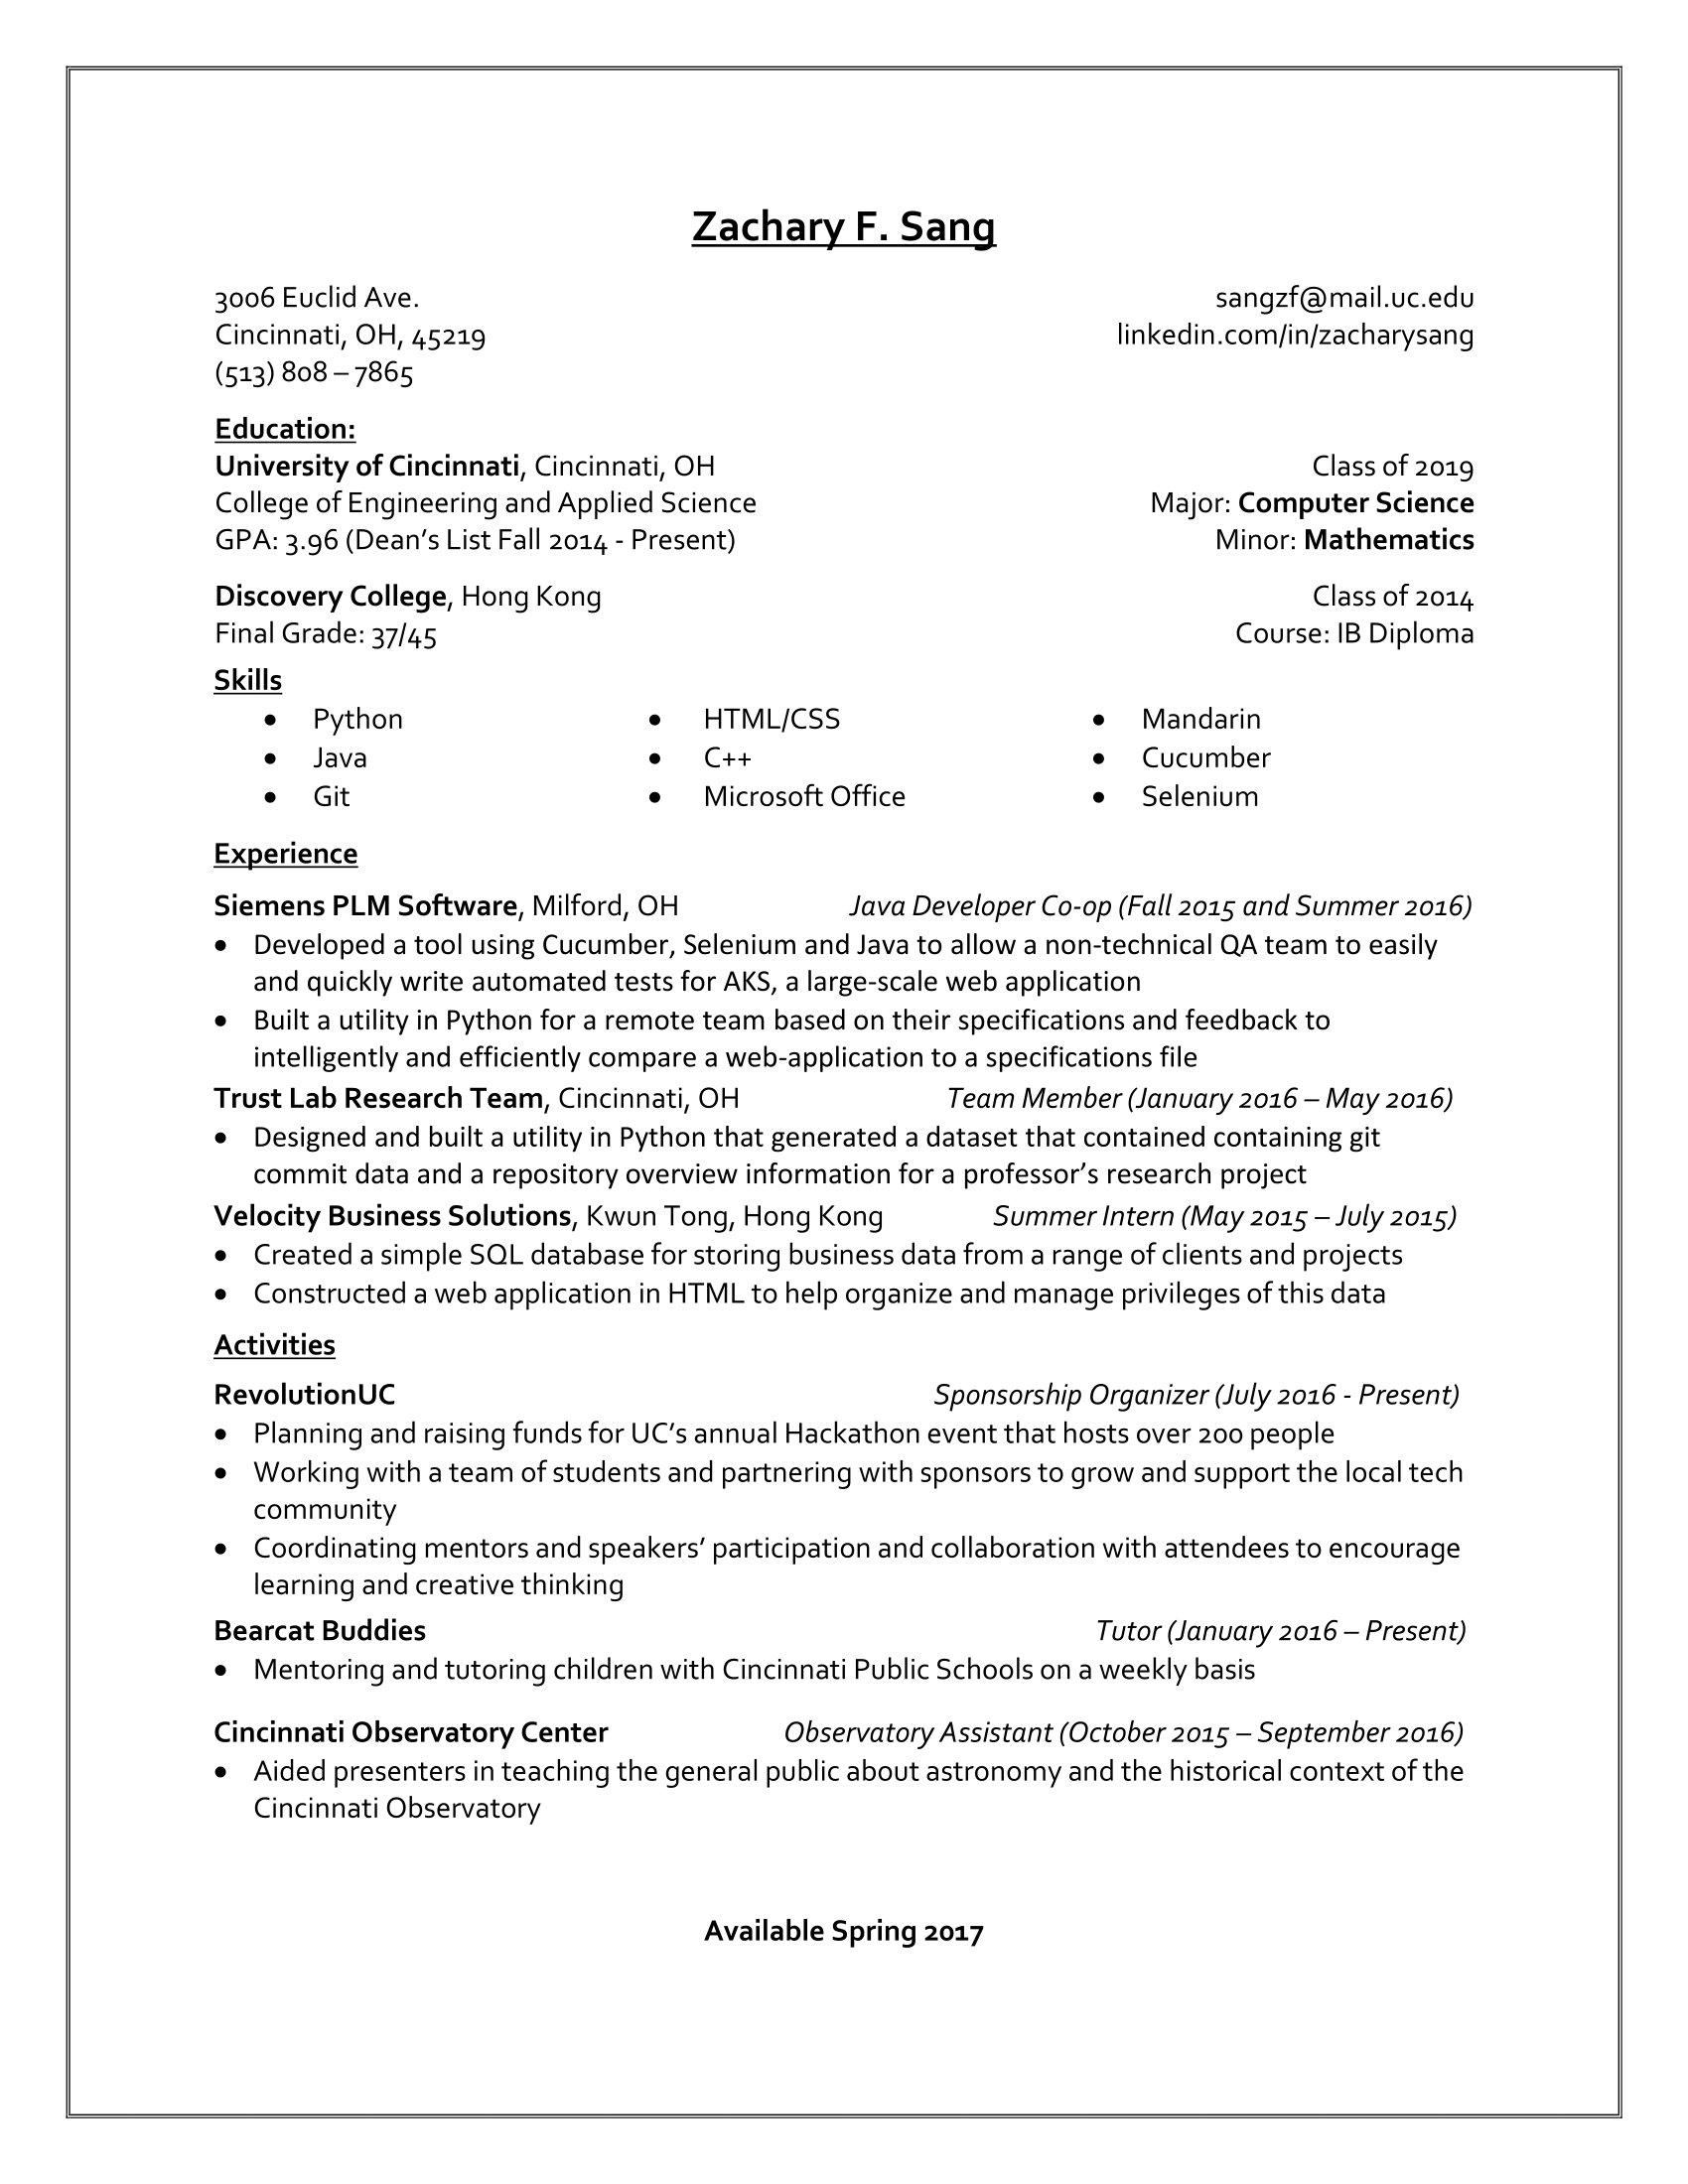 Zachary F. Sang
3006 Euclid Ave. sangzf@mail.uc.edu
Cincinnati, OH, 45219 linkedin.com/in/zacharysang
(513) 808 – 7865
Education:
University of Cincinnati, Cincinnati, OH Class of 2019
College of Engineering and Applied Science Major: Computer Science
GPA: 3.96 (Dean’s List Fall 2014 - Present) Minor: Mathematics
Discovery College, Hong Kong Class of 2014
Final Grade: 37/45 Course: IB Diploma
Skills
• Python • HTML/CSS • Mandarin
• Java • C++ • Cucumber
• Git • Microsoft Office • Selenium
Experience
Siemens PLM Software, Milford, OH Java Developer Co-op (Fall 2015 and Summer 2016)
• Developed a tool using Cucumber, Selenium and Java to allow a non-technical QA team to easily
and quickly write automated tests for AKS, a large-scale web application
• Built a utility in Python for a remote team based on their specifications and feedback to
intelligently and efficiently compare a web-application to a specifications file
Trust Lab Research Team, Cincinnati, OH Team Member (January 2016 – May 2016)
• Designed and built a utility in Python that generated a dataset that contained containing git
commit data and a repository overview information for a professor’s research project
Velocity Business Solutions, Kwun Tong, Hong Kong Summer Intern (May 2015 – July 2015)
• Created a simple SQL database for storing business data from a range of clients and projects
• Constructed a web application in HTML to help organize and manage privileges of this data
Activities
RevolutionUC Sponsorship Organizer (July 2016 - Present)
• Planning and raising funds for UC’s annual Hackathon event that hosts over 200 people
• Working with a team of students and partnering with sponsors to grow and support the local tech
community
• Coordinating mentors and speakers’ participation and collaboration with attendees to encourage
learning and creative thinking
Bearcat Buddies Tutor (January 2016 – Present)
• Mentoring and tutoring children with Cincinnati Public Schools on a weekly basis
Cincinnati Observatory Center Observatory Assistant (October 2015 – September 2016)
• Aided presenters in teaching the general public about astronomy and the historical context of the
Cincinnati Observatory
Available Spring 2017